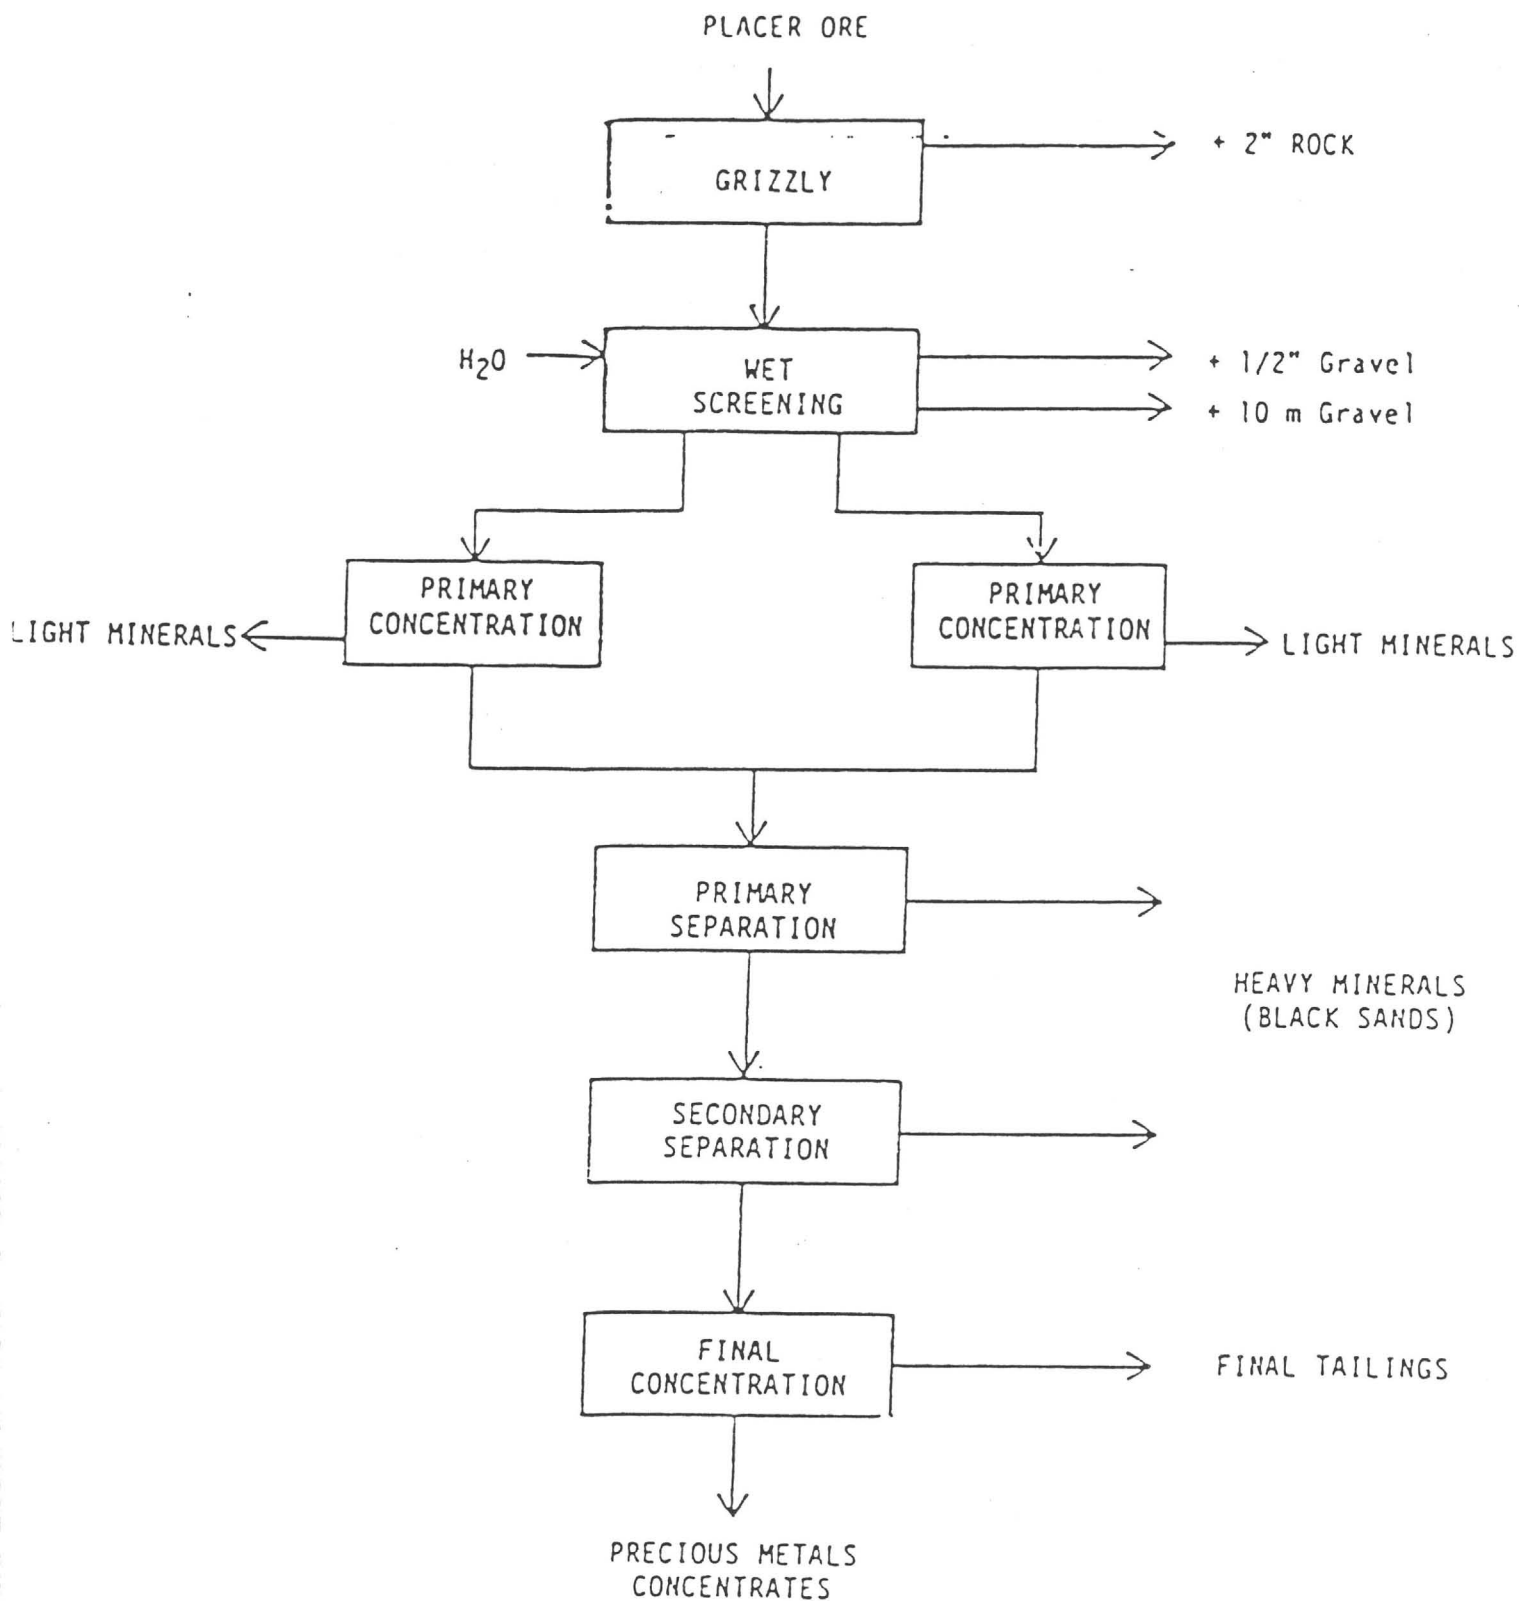 PLACER ORE
+ 2" ROCK
GRIZZLY
H₂O
WET
SCREENING
+ 1/2" Gravel
+ 10 m Gravel
PRIMARY
CONCENTRATION
PRIMARY
CONCENTRATION
LIGHT MINERALS
LIGHT MINERALS
PRIMARY
SEPARATION
HEAVY MINERALS
(BLACK SANDS)
SECONDARY
SEPARATION
FINAL
CONCENTRATION
FINAL TAILINGS
PRECIOUS METALS
CONCENTRATES